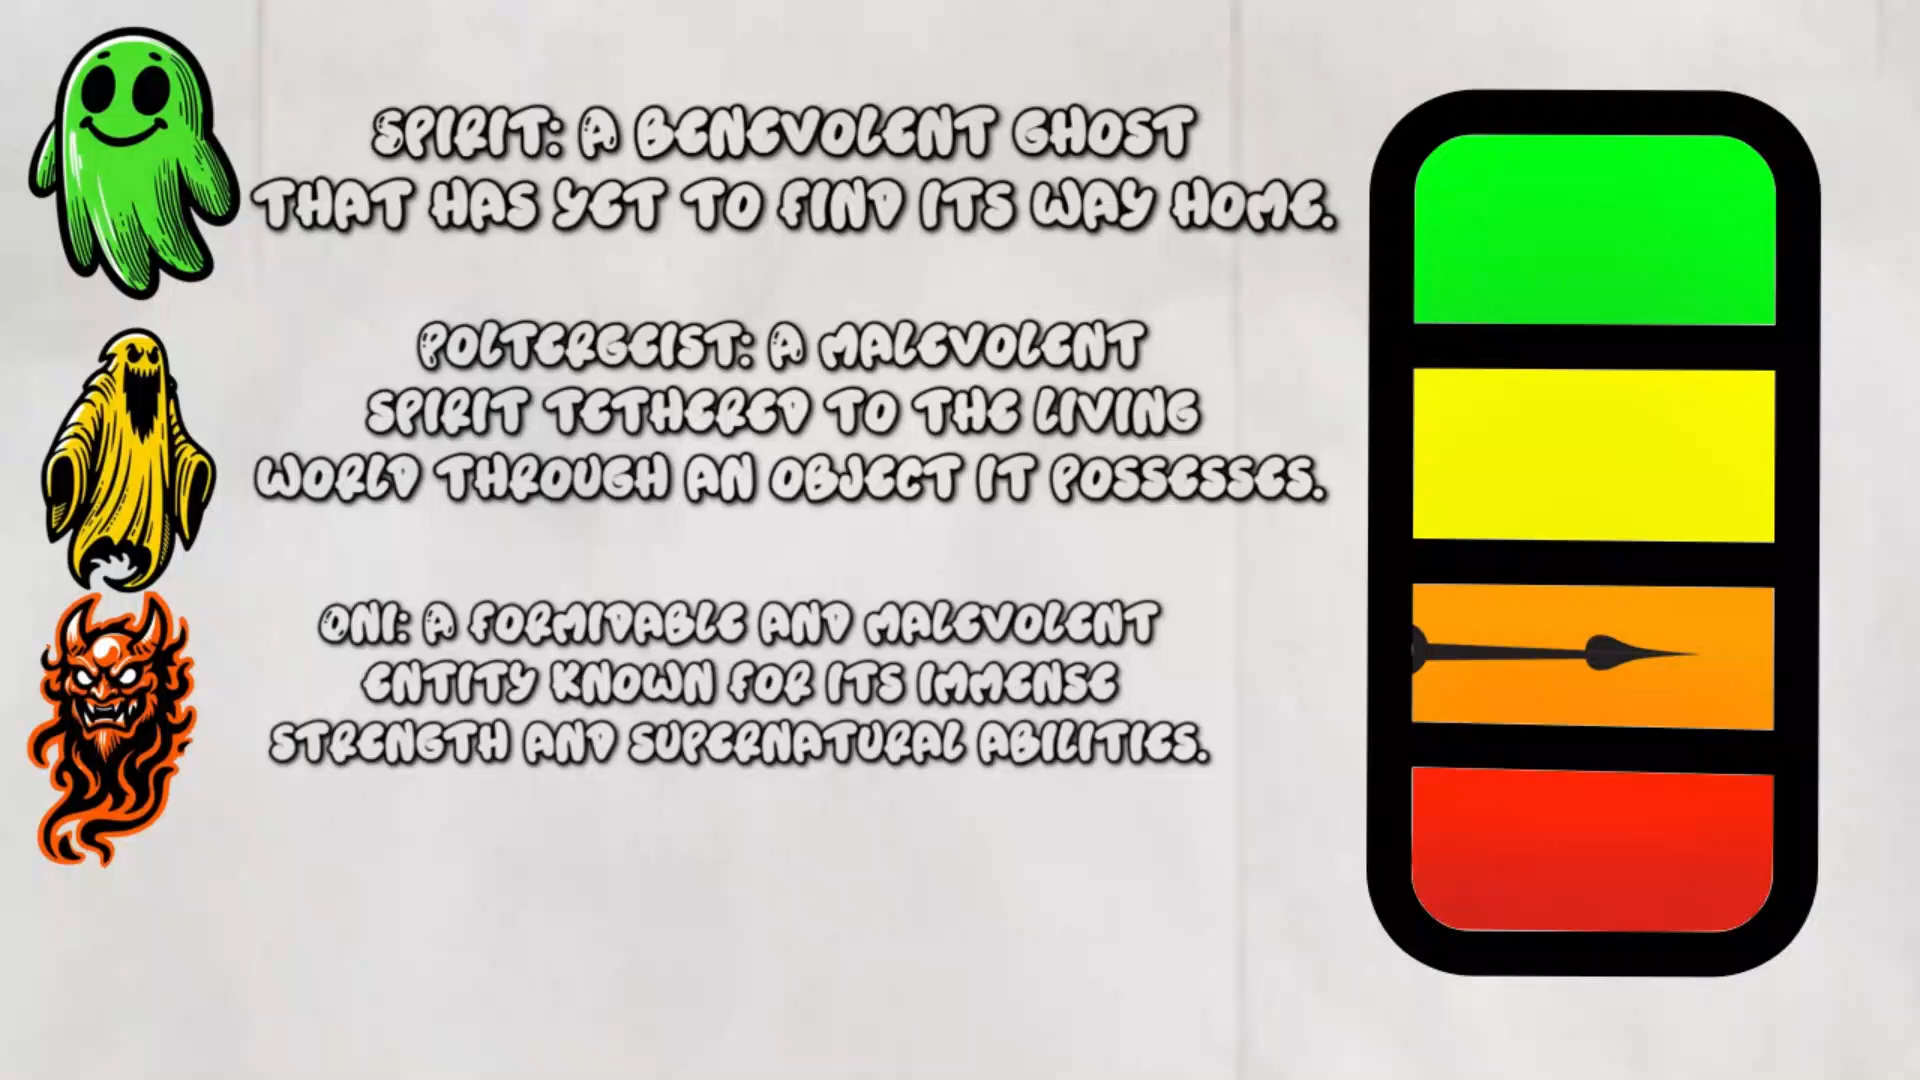 SPIRIT: A BENEVOLENT GHOST
THAT HAS YET TO FIND ITS WAY HOME.
POLTERGEIST: A MALEVOLENT
SPIRIT TETHERED TO THE LIVING
WORLD THROUGH AN OBJECT IT POSSESSES.
ONI: A FORMIDABLE AND MALEVOLENT
ENTITY KNOWN FOR ITS IMMENSE
STRENGTH AND SUPERNATURAL ABILITIES.